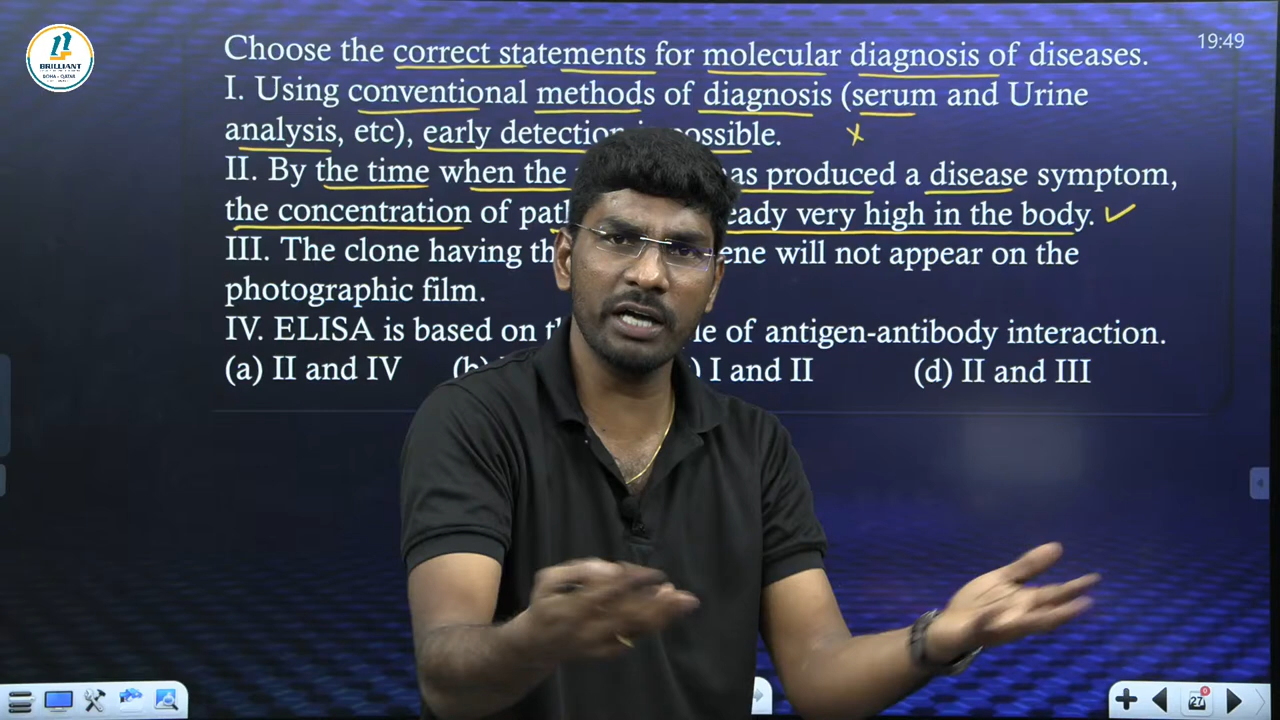 BRILLIANT
DOHA - QATAR
19:49
Choose the correct statements for molecular diagnosis of diseases.
I. Using conventional methods of diagnosis (serum and Urine
analysis, etc), early detection possible.
II. By the time when the as produced a disease symptom,
the concentration of very high in the body.
III. The clone having ene will not appear on the
photographic film.
IV. ELISA is based on le of antigen-antibody interaction.
(a) II and IV (b) ) I and II (d) II and III
27